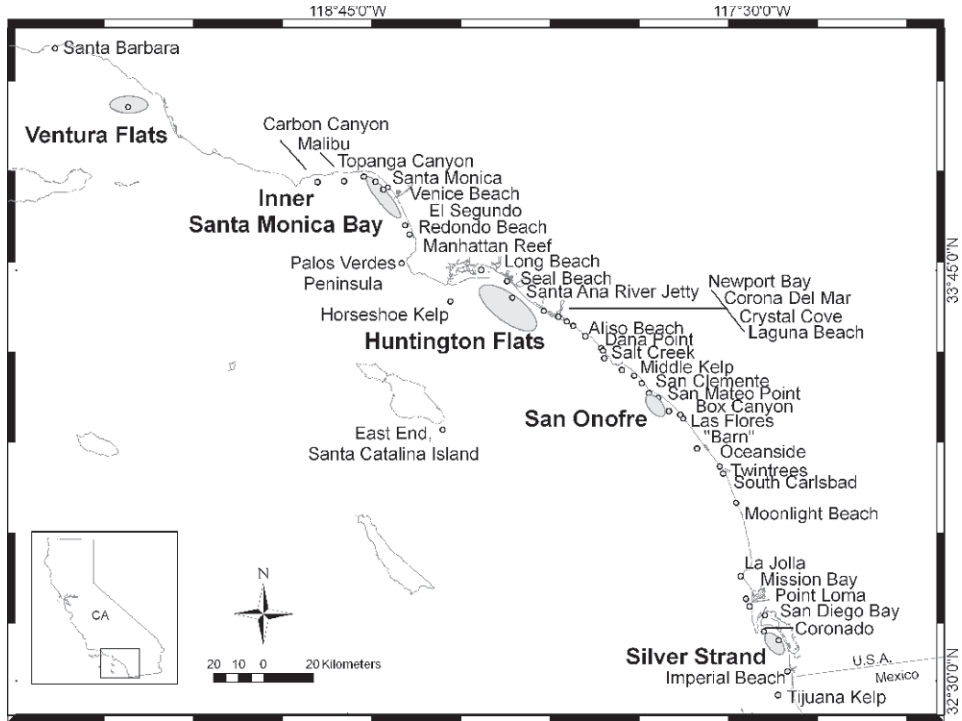 118°45'0"W
117°30'0"W
Santa Barbara
Ventura Flats
Carbon Canyon
Malibu
Topanga Canyon
Santa Monica
Inner
Santa Monica Bay
Venice Beach
El Segundo
Redondo Beach
Manhattan Reef
Palos Verdes
Peninsula
Long Beach
Seal Beach
Santa Ana River Jetty
Horseshoe Kelp
Huntington Flats
Newport Bay
Corona Del Mar
Crystal Cove
Laguna Beach
33°45'0"N
Aliso Beach
Dana Point
Salt Creek
Middle Kelp
San Clemente
San Mateo Point
San Onofre
Box Canyon
Las Flores
"Barn"
East End,
Santa Catalina Island
Oceanside
Twintrees
South Carlsbad
Moonlight Beach
La Jolla
Mission Bay
Point Loma
San Diego Bay
Coronado
Silver Strand
Imperial Beach
U.S.A.
Mexico
Tijuana Kelp
32°30'0"N
CA
N
20 10 0 20 Kilometers